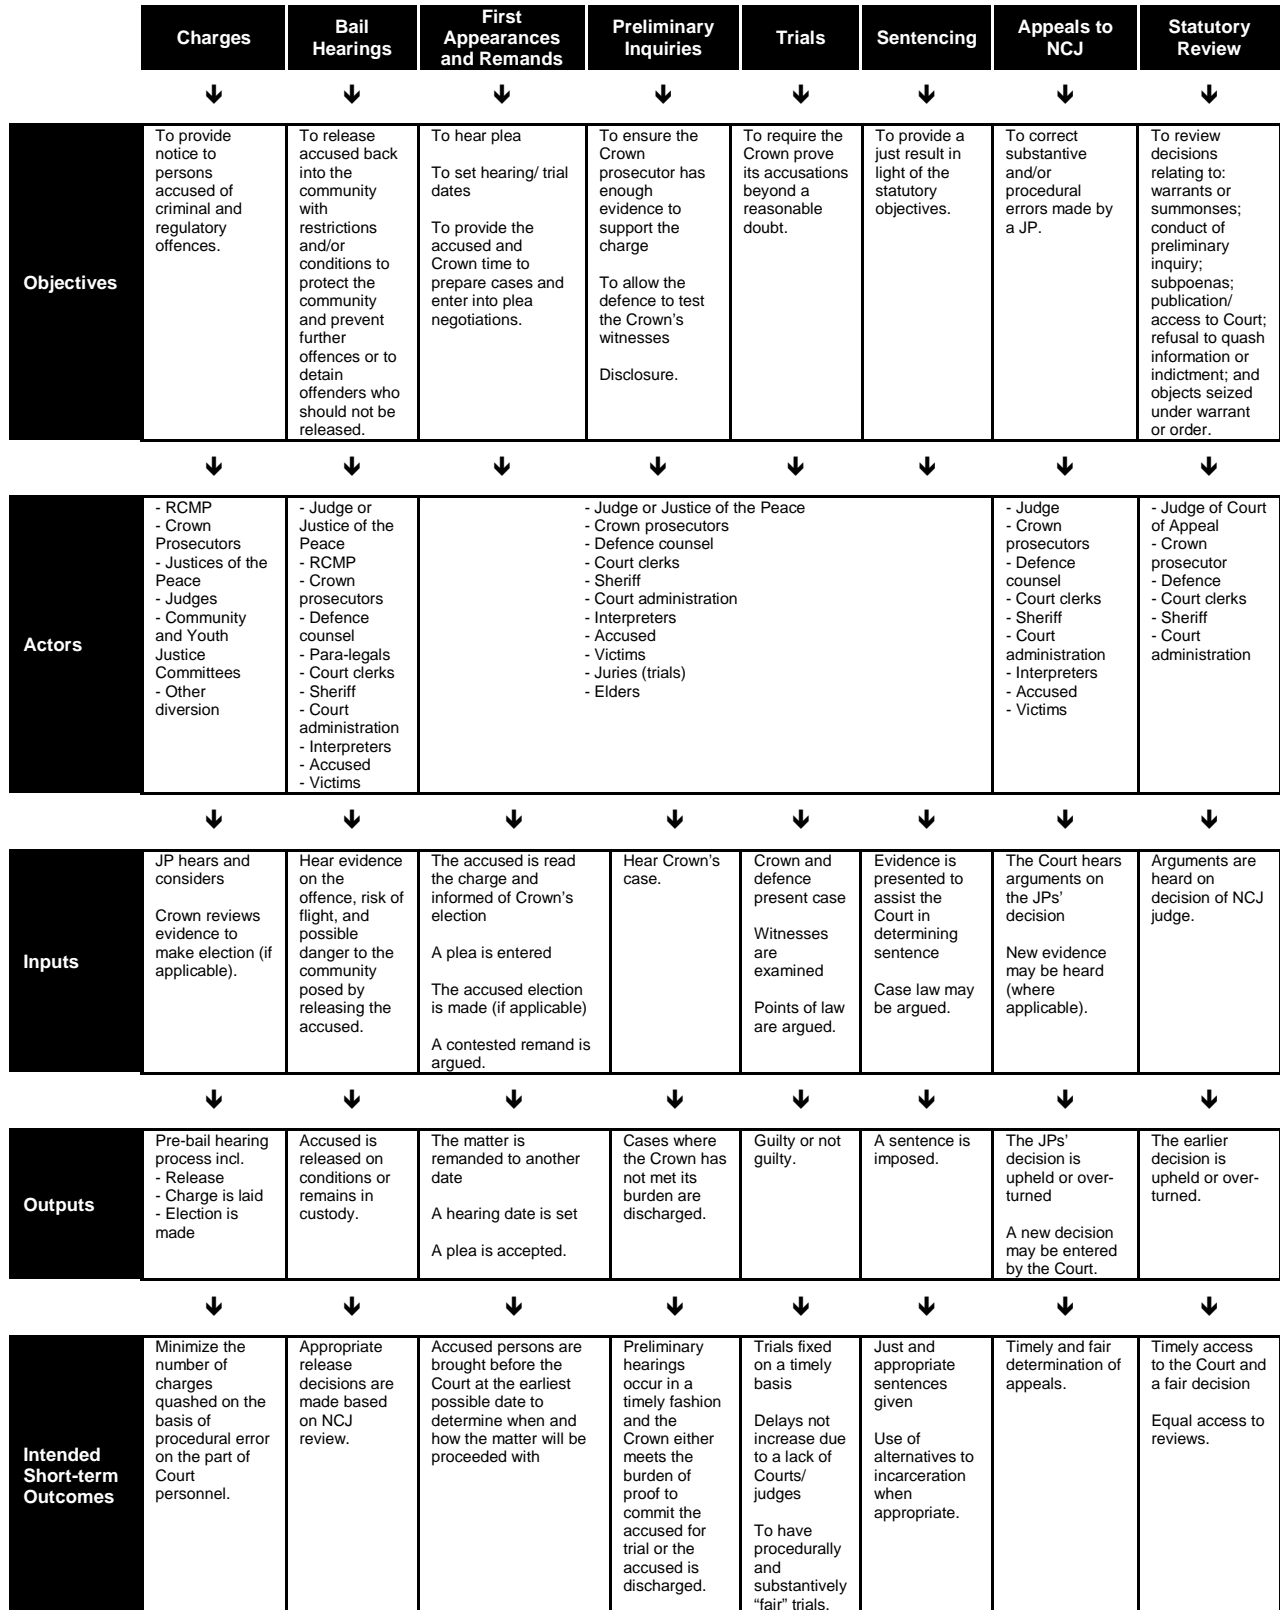 Charges
Bail
Hearings
First
Appearances
and Remands
Preliminary
Inquiries
Trials
Sentencing
Appeals to
NCJ
Statutory
Review
Objectives
To provide
notice to
persons
accused of
criminal and
regulatory
offences.
To release
accused back
into the
community
with
restrictions
and/or
conditions to
protect the
community
and prevent
further
offences or to
detain
offenders who
should not be
released.
To hear plea
To set hearing/ trial
dates
To provide the
accused and
Crown time to
prepare cases and
enter into plea
negotiations.
To ensure the
Crown
prosecutor has
enough
evidence to
support the
charge
To allow the
defence to test
the Crown's
witnesses
Disclosure.
To require the
Crown prove
its accusations
beyond a
reasonable
doubt.
To provide a
just result in
light of the
statutory
objectives.
To correct
substantive
and/or
procedural
errors made by
a JP.
To review
decisions
relating to:
warrants or
summonses;
conduct of
preliminary
inquiry;
subpoenas;
publication/
access to Court;
refusal to quash
information or
indictment; and
objects seized
under warrant
or order.
Actors
- RCMP
- Crown
Prosecutors
- Justices of the
Peace
- Judges
- Community
and Youth
Justice
Committees
- Other
diversion
- Judge or
Justice of the
Peace
- RCMP
- Crown
prosecutors
- Defence
counsel
- Para-legals
- Court clerks
- Sheriff
- Court
administration
- Interpreters
- Accused
- Victims
- Judge or Justice of the Peace
- Crown prosecutors
- Defence counsel
- Court clerks
- Sheriff
- Court administration
- Interpreters
- Accused
- Victims
- Juries (trials)
- Elders
- Judge
- Crown
prosecutors
- Defence
counsel
- Court clerks
- Sheriff
- Court
administration
- Interpreters
- Accused
- Victims
- Judge of Court
of Appeal
- Crown
prosecutor
- Defence
- Court clerks
- Sheriff
- Court
administration
Inputs
JP hears and
considers
Crown reviews
evidence to
make election (if
applicable).
Hear evidence
on the
offence, risk of
flight, and
possible
danger to the
community
posed by
releasing the
accused.
The accused is read
the charge and
informed of Crown's
election
A plea is entered
The accused election
is made (if applicable)
A contested remand is
argued.
Hear Crown's
case.
Crown and
defence
present case
Witnesses
are
examined
Points of law
are argued.
Evidence is
presented to
assist the
Court in
determining
sentence
Case law may
be argued.
The Court hears
arguments on
the JPs'
decision
New evidence
may be heard
(where
applicable).
Arguments are
heard on
decision of NCJ
judge.
Outputs
Pre-bail hearing
process incl.
- Release
- Charge is laid
- Election is
made
Accused is
released on
conditions or
remains in
custody.
The matter is
remanded to another
date
A hearing date is set
A plea is accepted.
Cases where
the Crown has
not met its
burden are
discharged.
Guilty or not
guilty.
A sentence is
imposed.
The JPs'
decision is
upheld or over-
turned
A new decision
may be entered
by the Court.
The earlier
decision is
upheld or over-
turned.
Intended
Short-term
Outcomes
Minimize the
number of
charges
quashed on the
basis of
procedural error
on the part of
Court
personnel.
Appropriate
release
decisions are
made based
on NCJ
review.
Accused persons are
brought before the
Court at the earliest
possible date to
determine when and
how the matter will be
proceeded with
Preliminary
hearings
occur in a
timely fashion
and the
Crown either
meets the
burden of
proof to
commit the
accused for
trial or the
accused is
discharged.
Trials fixed
on a timely
basis
Delays not
increase due
to a lack of
Courts/
judges
To have
procedurally
and
substantively
"fair" trials.
Just and
appropriate
sentences
given
Use of
alternatives to
incarceration
when
appropriate.
Timely and fair
determination of
appeals.
Timely access
to the Court and
a fair decision
Equal access to
reviews.